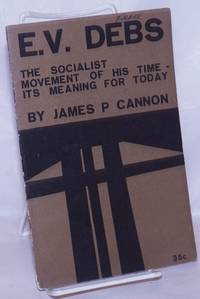 E.V. DEBS
THE SOCIALIST
MOVEMENT OF HIS TIME -
ITS MEANING FOR TODAY
BY JAMES P CANNON
35c